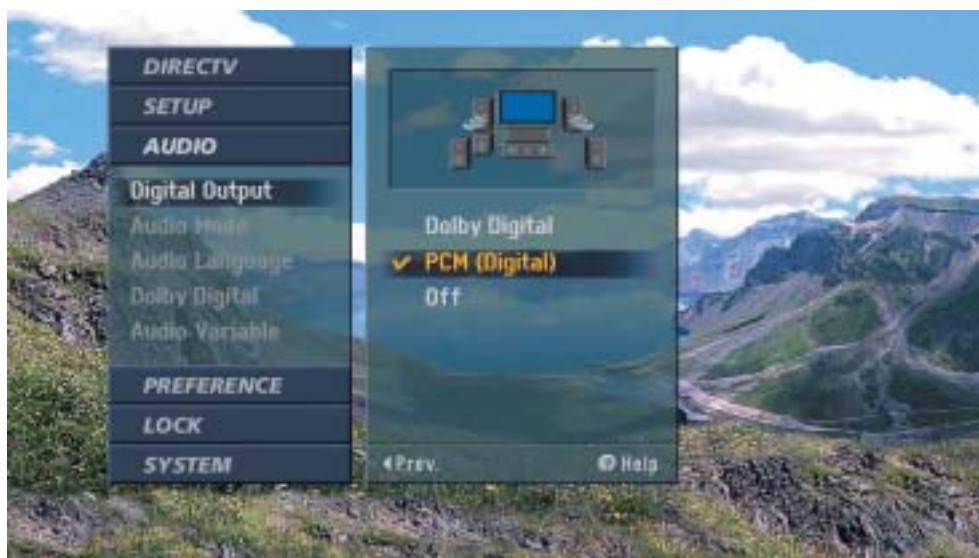 DIRECTV
SETUP
AUDIO
Digital Output
Audio Mode
Audio Language
Dolby Digital
Audio Variable
PREFERENCE
LOCK
SYSTEM
Dolby Digital
✓ PCM (Digital)
Off
◀Prev.
? Help